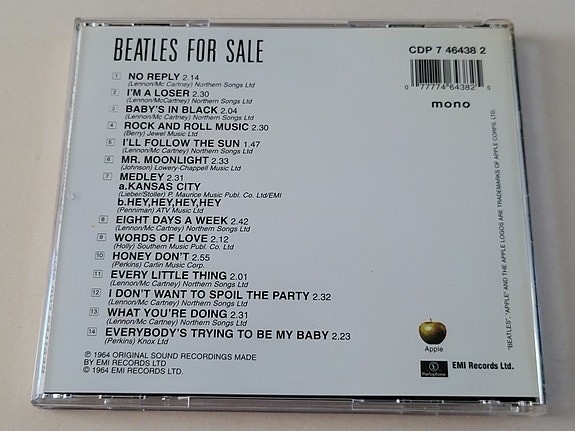 BEATLES FOR SALE
CDP 7 46438 2
0 77774 64382 5
mono
1 NO REPLY 2.14
(Lennon/Mc Cartney) Northern Songs Ltd
2 I'M A LOSER 2.30
(Lennon/McCartney) Northern Songs Ltd
3 BABY'S IN BLACK 2.04
(Lennon/Mc Cartney) Northern Songs Ltd
4 ROCK AND ROLL MUSIC 2.30
(Berry) Jewel Music Ltd
5 I'LL FOLLOW THE SUN 1.47
(Lennon/Mc Cartney) Northern Songs Ltd
6 MR. MOONLIGHT 2.33
(Johnson) Lowery-Chappell Music Ltd
7 MEDLEY 2.31
a.KANSAS CITY
(Lieber/Stoller) P. Maurice Music Publ. Co. Ltd/EMI
b.HEY,HEY,HEY,HEY
(Penniman) ATV Music Ltd
8 EIGHT DAYS A WEEK 2.42
(Lennon/Mc Cartney) Northern Songs Ltd
9 WORDS OF LOVE 2.12
(Holly) Southern Music Publ. Co. Ltd
10 HONEY DON'T 2.55
(Perkins) Carlin Music Corp.
11 EVERY LITTLE THING 2.01
(Lennon/Mc Cartney) Northern Songs Ltd
12 I DON'T WANT TO SPOIL THE PARTY 2.32
(Lennon/Mc Cartney) Northern Songs Ltd
13 WHAT YOU'RE DOING 2.31
(Lennon/Mc Cartney) Northern Songs Ltd
14 EVERYBODY'S TRYING TO BE MY BABY 2.23
(Perkins) Knox Ltd
℗ 1964 ORIGINAL SOUND RECORDINGS MADE
BY EMI RECORDS LTD
© 1964 EMI RECORDS LTD.
Apple
Parlophone
EMI Records Ltd.
"BEATLES", "APPLE" AND THE APPLE LOGOS ARE TRADEMARKS OF APPLE CORPS. LTD.